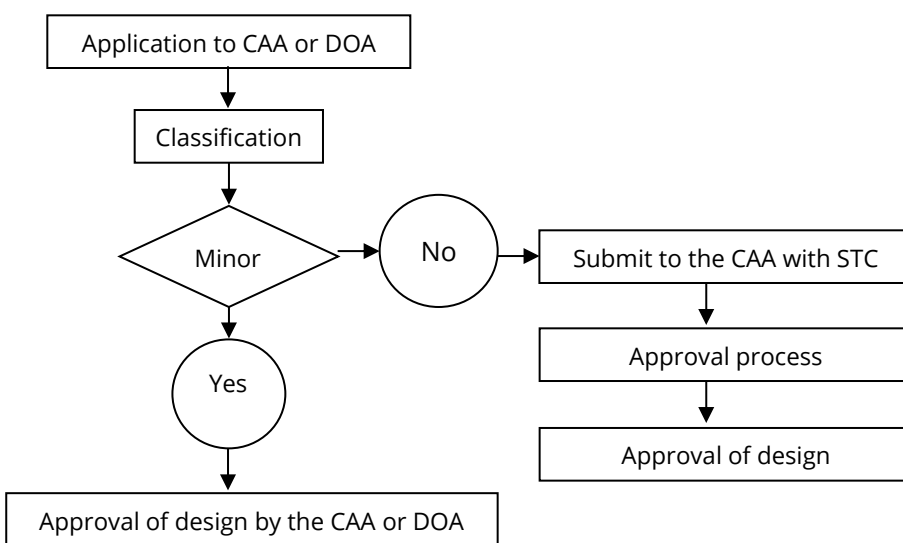 Application to CAA or DOA
Classification
Minor
No
Submit to the CAA with STC
Approval process
Yes
Approval of design
Approval of design by the CAA or DOA